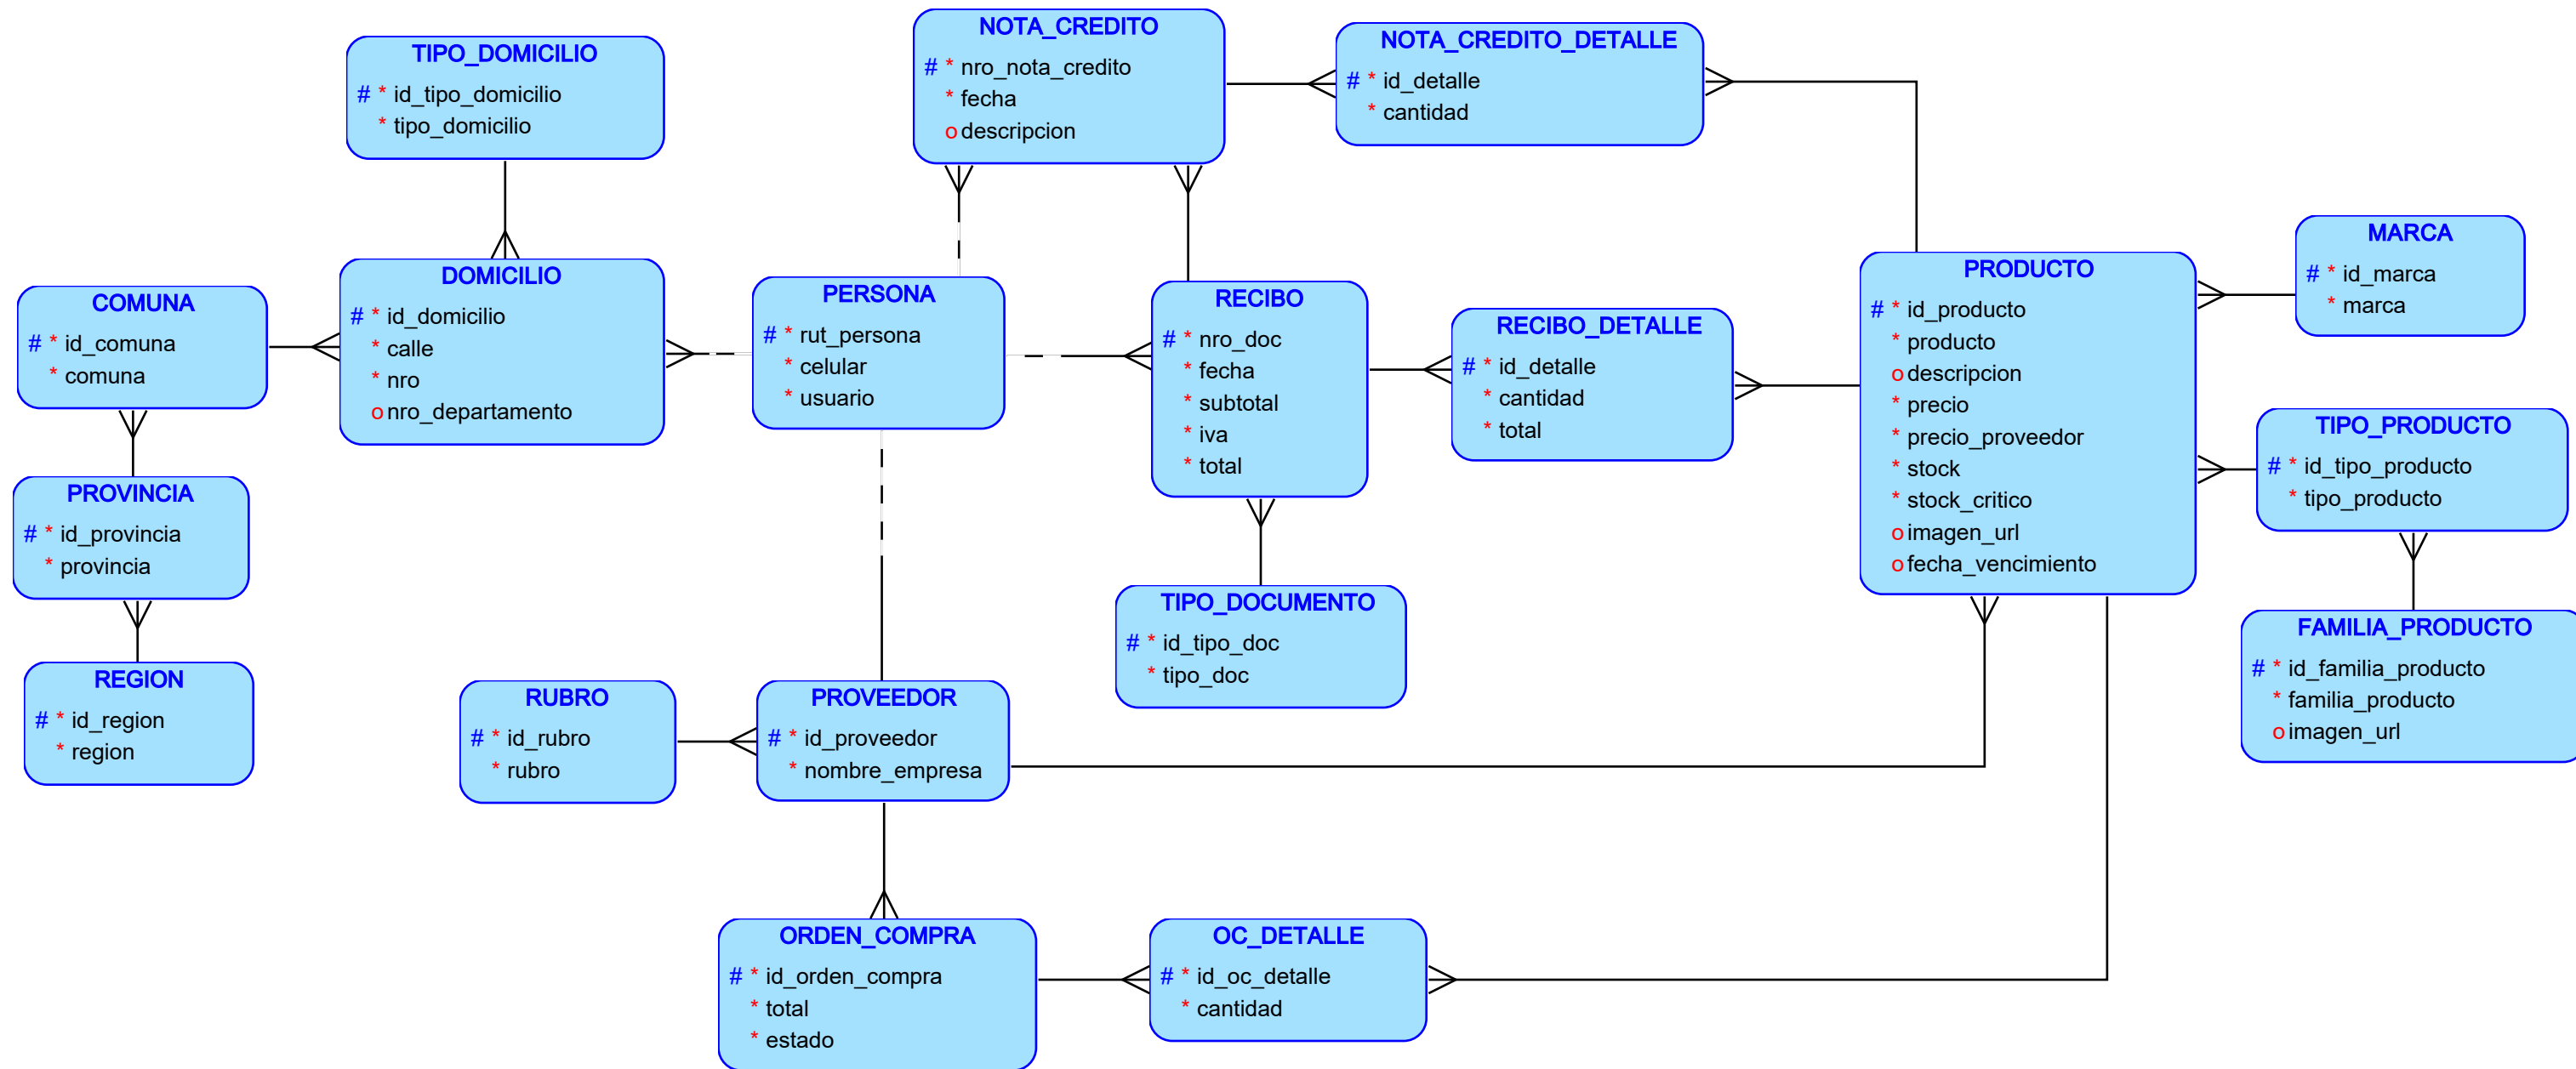 TIPO_DOMICILIO
# * id_tipo_domicilio
* tipo_domicilio
NOTA_CREDITO
# * nro_nota_credito
* fecha
o descripcion
NOTA_CREDITO_DETALLE
# * id_detalle
* cantidad
COMUNA
# * id_comuna
* comuna
DOMICILIO
# * id_domicilio
* calle
* nro
o nro_departamento
PERSONA
# * rut_persona
* celular
* usuario
RECIBO
# * nro_doc
* fecha
* subtotal
* iva
* total
RECIBO_DETALLE
# * id_detalle
* cantidad
* total
PRODUCTO
# * id_producto
* producto
o descripcion
* precio
* precio_proveedor
* stock
* stock_critico
o imagen_url
o fecha_vencimiento
MARCA
# * id_marca
* marca
TIPO_PRODUCTO
# * id_tipo_producto
* tipo_producto
PROVINCIA
# * id_provincia
* provincia
TIPO_DOCUMENTO
# * id_tipo_doc
* tipo_doc
FAMILIA_PRODUCTO
# * id_familia_producto
* familia_producto
o imagen_url
REGION
# * id_region
* region
RUBRO
# * id_rubro
* rubro
PROVEEDOR
# * id_proveedor
* nombre_empresa
ORDEN_COMPRA
# * id_orden_compra
* total
* estado
OC_DETALLE
# * id_oc_detalle
* cantidad